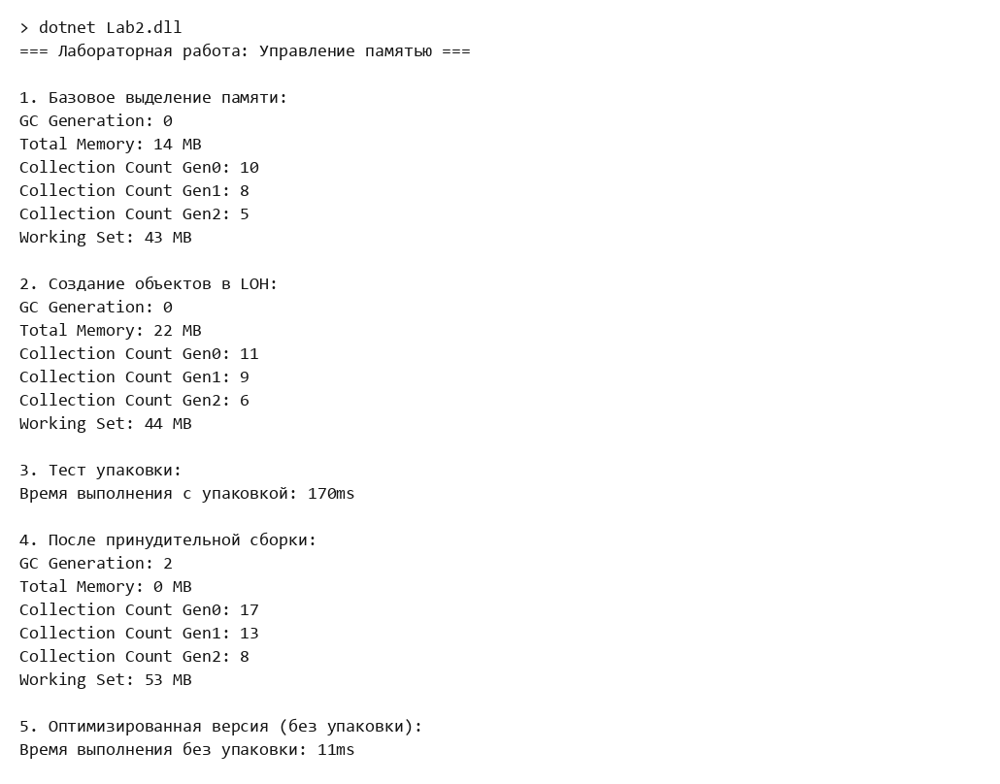 > dotnet Lab2.dll
=== Лабораторная работа: Управление памятью ===
1. Базовое выделение памяти:
GC Generation: 0
Total Memory: 14 MB
Collection Count Gen0: 10
Collection Count Gen1: 8
Collection Count Gen2: 5
Working Set: 43 MB
2. Создание объектов в LOH:
GC Generation: 0
Total Memory: 22 MB
Collection Count Gen0: 11
Collection Count Gen1: 9
Collection Count Gen2: 6
Working Set: 44 MB
3. Тест упаковки:
Время выполнения с упаковкой: 170ms
4. После принудительной сборки:
GC Generation: 2
Total Memory: 0 MB
Collection Count Gen0: 17
Collection Count Gen1: 13
Collection Count Gen2: 8
Working Set: 53 MB
5. Оптимизированная версия (без упаковки):
Время выполнения без упаковки: 11ms